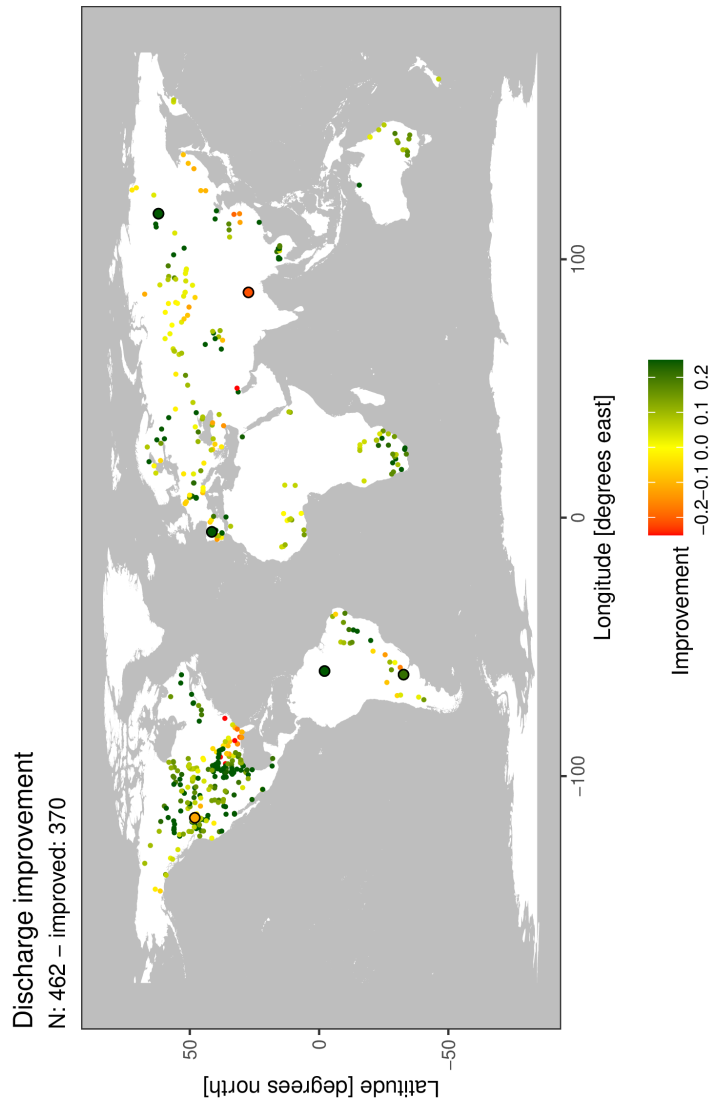 Discharge improvement
N: 462 − improved: 370
50
0
−50
Latitude [degrees north]
−100
0
100
Longitude [degrees east]
Improvement
−0.2 −0.1 0.0 0.1 0.2